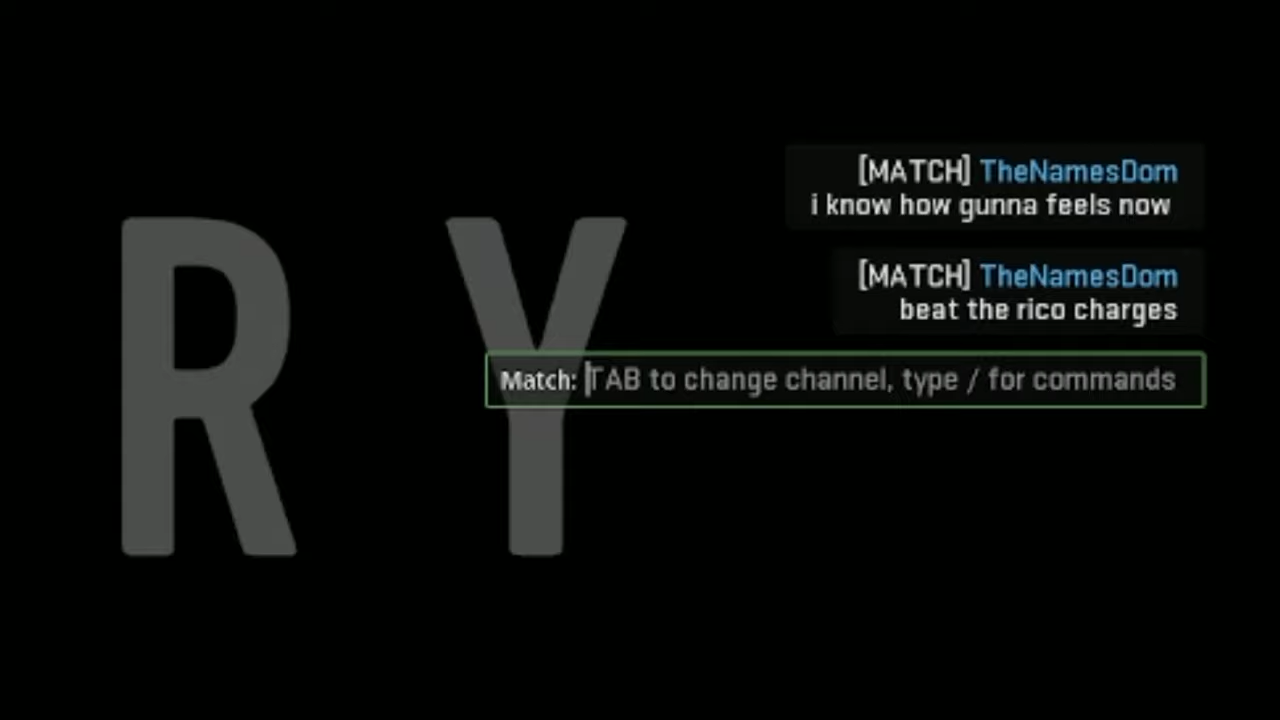 R Y
[MATCH] TheNamesDom
i know how gunna feels now
[MATCH] TheNamesDom
beat the rico charges
Match: TAB to change channel, type / for commands